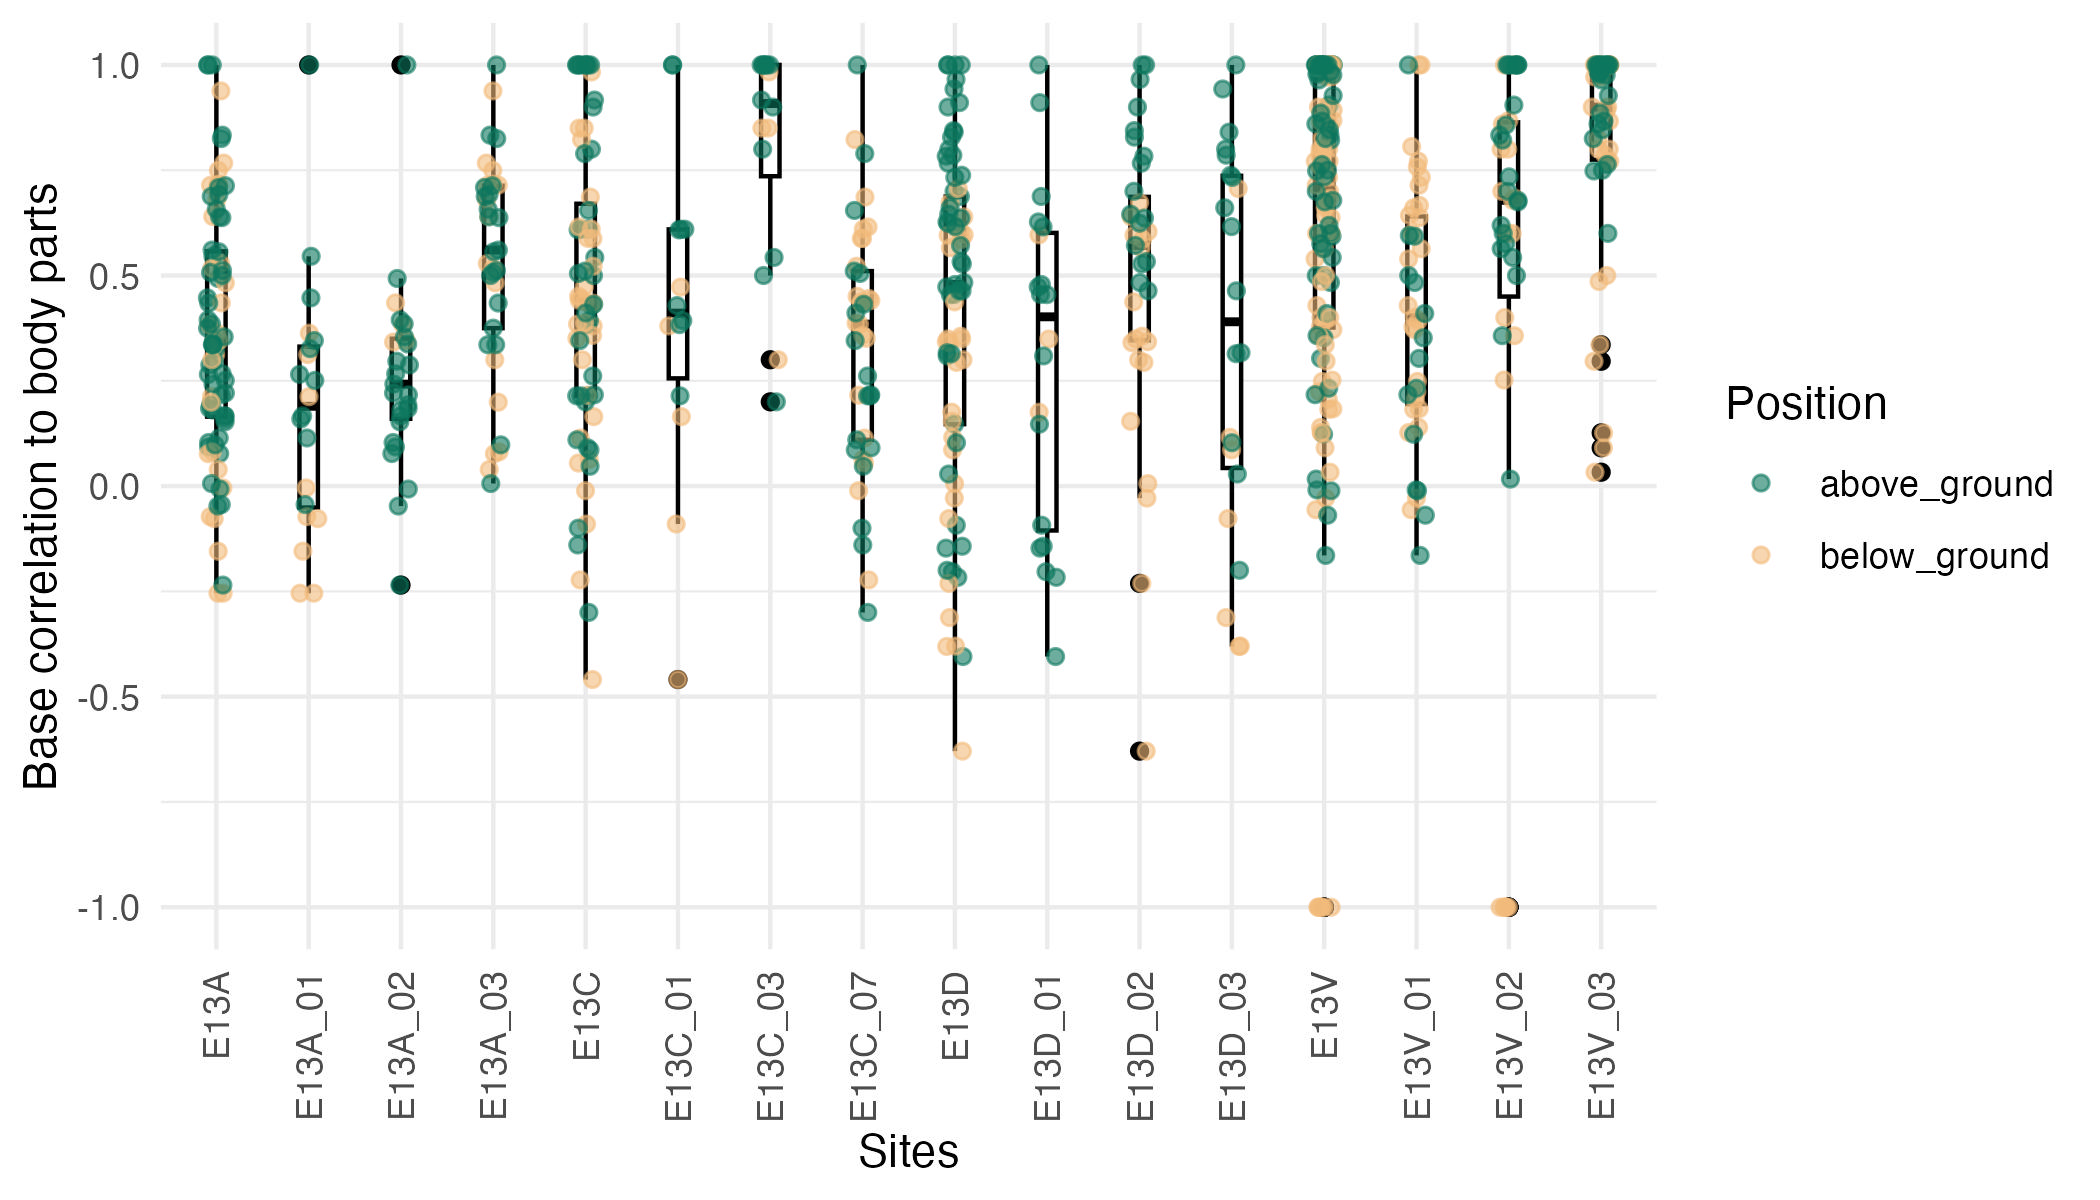 Base correlation to body parts
1.0
0.5
0.0
-0.5
-1.0
E13A
E13A_01
E13A_02
E13A_03
E13C
E13C_01
E13C_03
E13C_07
E13D
E13D_01
E13D_02
E13D_03
E13V
E13V_01
E13V_02
E13V_03
Sites
Position
above_ground
below_ground